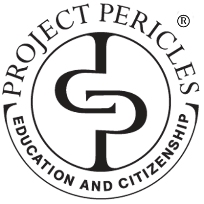 PROJECT PERICLES ®
P
EDUCATION AND CITIZENSHIP